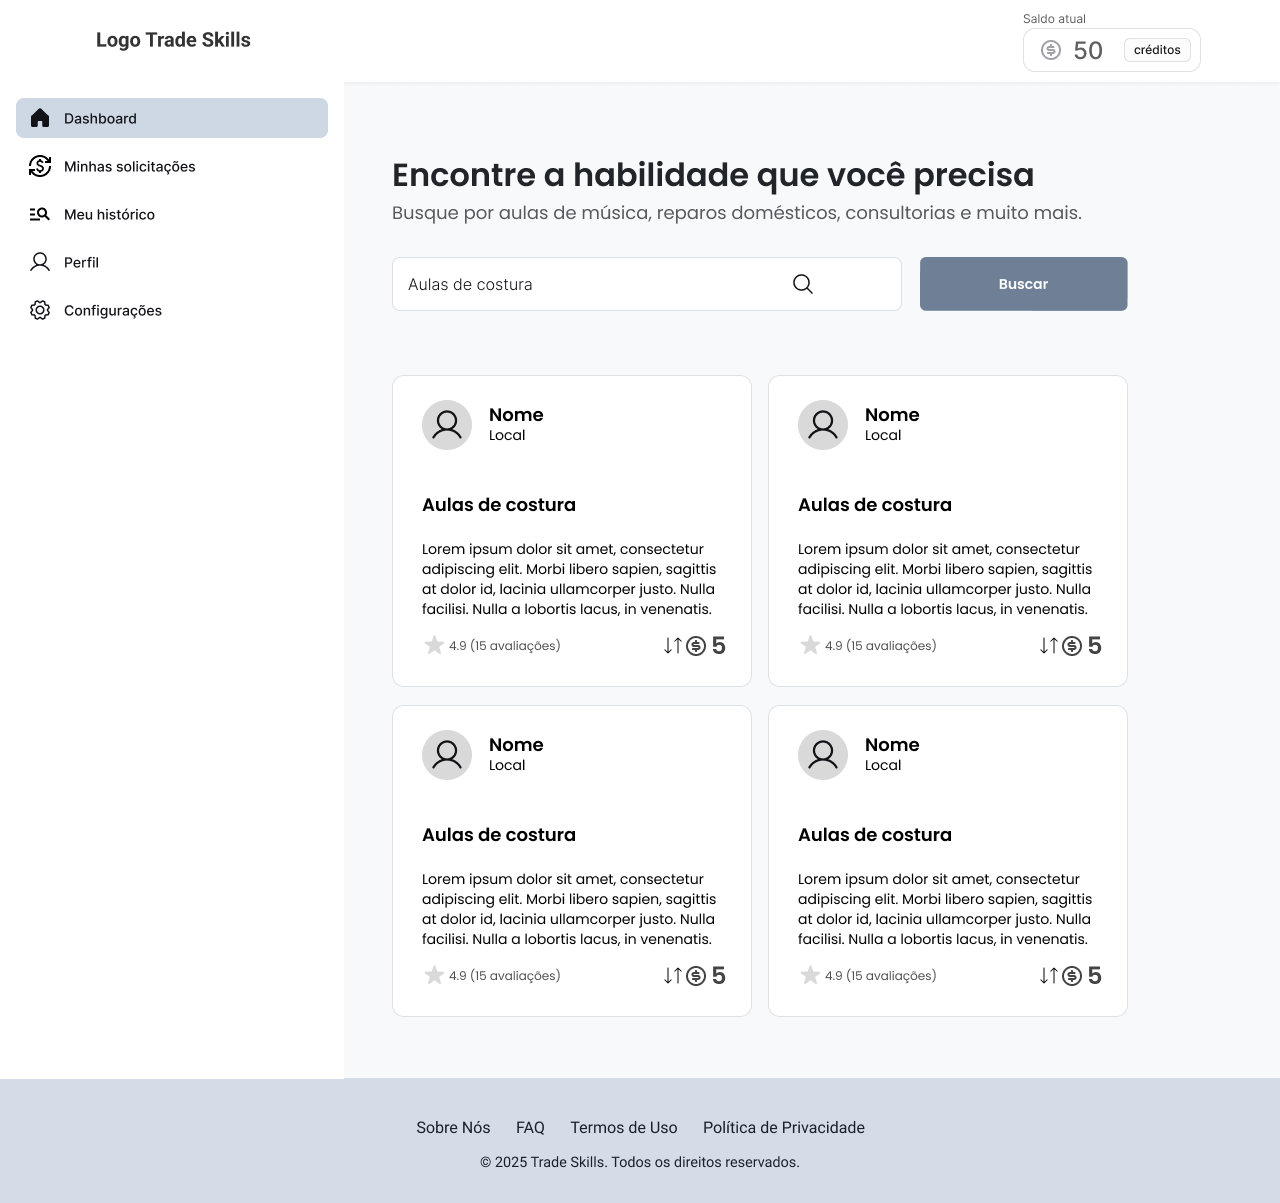 Logo Trade Skills
Saldo atual
50 créditos
Dashboard
Minhas solicitações
Meu histórico
Perfil
Configurações
Encontre a habilidade que você precisa
Busque por aulas de música, reparos domésticos, consultorias e muito mais.
Aulas de costura
Buscar
Nome
Local
Aulas de costura
Lorem ipsum dolor sit amet, consectetur
adipiscing elit. Morbi libero sapien, sagittis
at dolor id, lacinia ullamcorper justo. Nulla
facilisi. Nulla a lobortis lacus, in venenatis.
4.9 (15 avaliações) 5
Nome
Local
Aulas de costura
Lorem ipsum dolor sit amet, consectetur
adipiscing elit. Morbi libero sapien, sagittis
at dolor id, lacinia ullamcorper justo. Nulla
facilisi. Nulla a lobortis lacus, in venenatis.
4.9 (15 avaliações) 5
Nome
Local
Aulas de costura
Lorem ipsum dolor sit amet, consectetur
adipiscing elit. Morbi libero sapien, sagittis
at dolor id, lacinia ullamcorper justo. Nulla
facilisi. Nulla a lobortis lacus, in venenatis.
4.9 (15 avaliações) 5
Nome
Local
Aulas de costura
Lorem ipsum dolor sit amet, consectetur
adipiscing elit. Morbi libero sapien, sagittis
at dolor id, lacinia ullamcorper justo. Nulla
facilisi. Nulla a lobortis lacus, in venenatis.
4.9 (15 avaliações) 5
Sobre Nós FAQ Termos de Uso Política de Privacidade
© 2025 Trade Skills. Todos os direitos reservados.